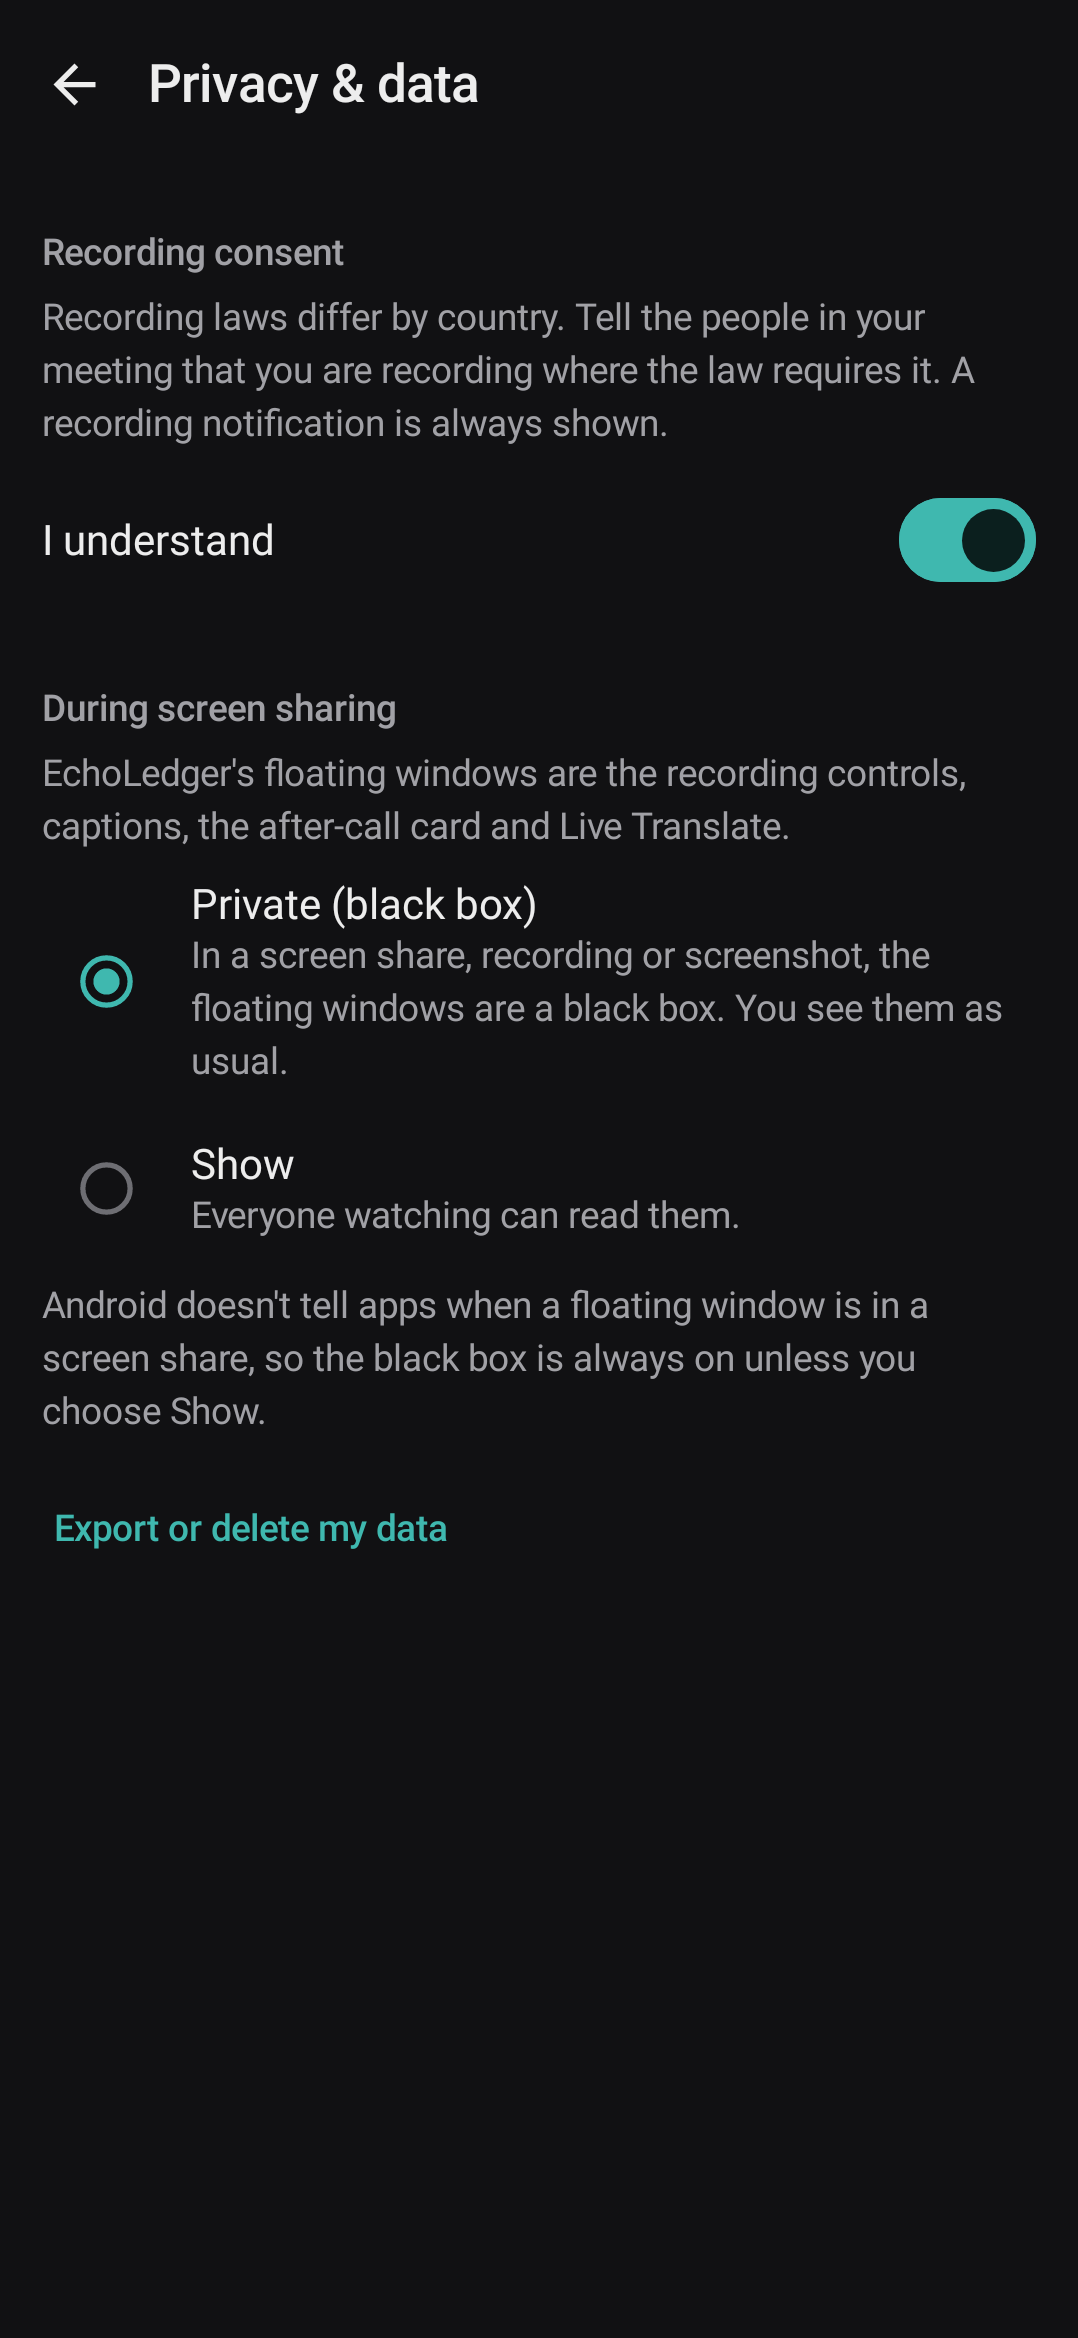 Privacy & data
Recording consent
Recording laws differ by country. Tell the people in your
meeting that you are recording where the law requires it. A
recording notification is always shown.
I understand
During screen sharing
EchoLedger's floating windows are the recording controls,
captions, the after-call card and Live Translate.
Private (black box)
In a screen share, recording or screenshot, the
floating windows are a black box. You see them as
usual.
Show
Everyone watching can read them.
Android doesn't tell apps when a floating window is in a
screen share, so the black box is always on unless you
choose Show.
Export or delete my data